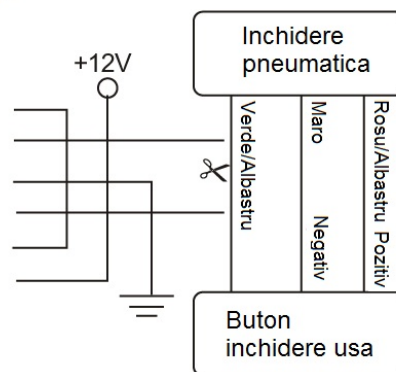 Inchidere
pneumatica
+12V
Verde/Albastru
Maro
Negativ
Rosu/Albastru Pozitiv
Buton
inchidere usa